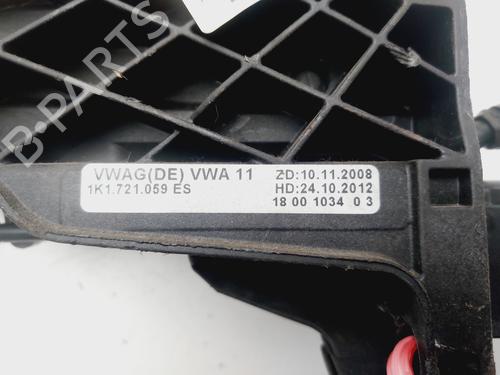 B-PARTS
VWAG(DE) VWA 11 ZD:10.11.2008
1K1.721.059 ES HD:24.10.2012
18 00 1034 0 3